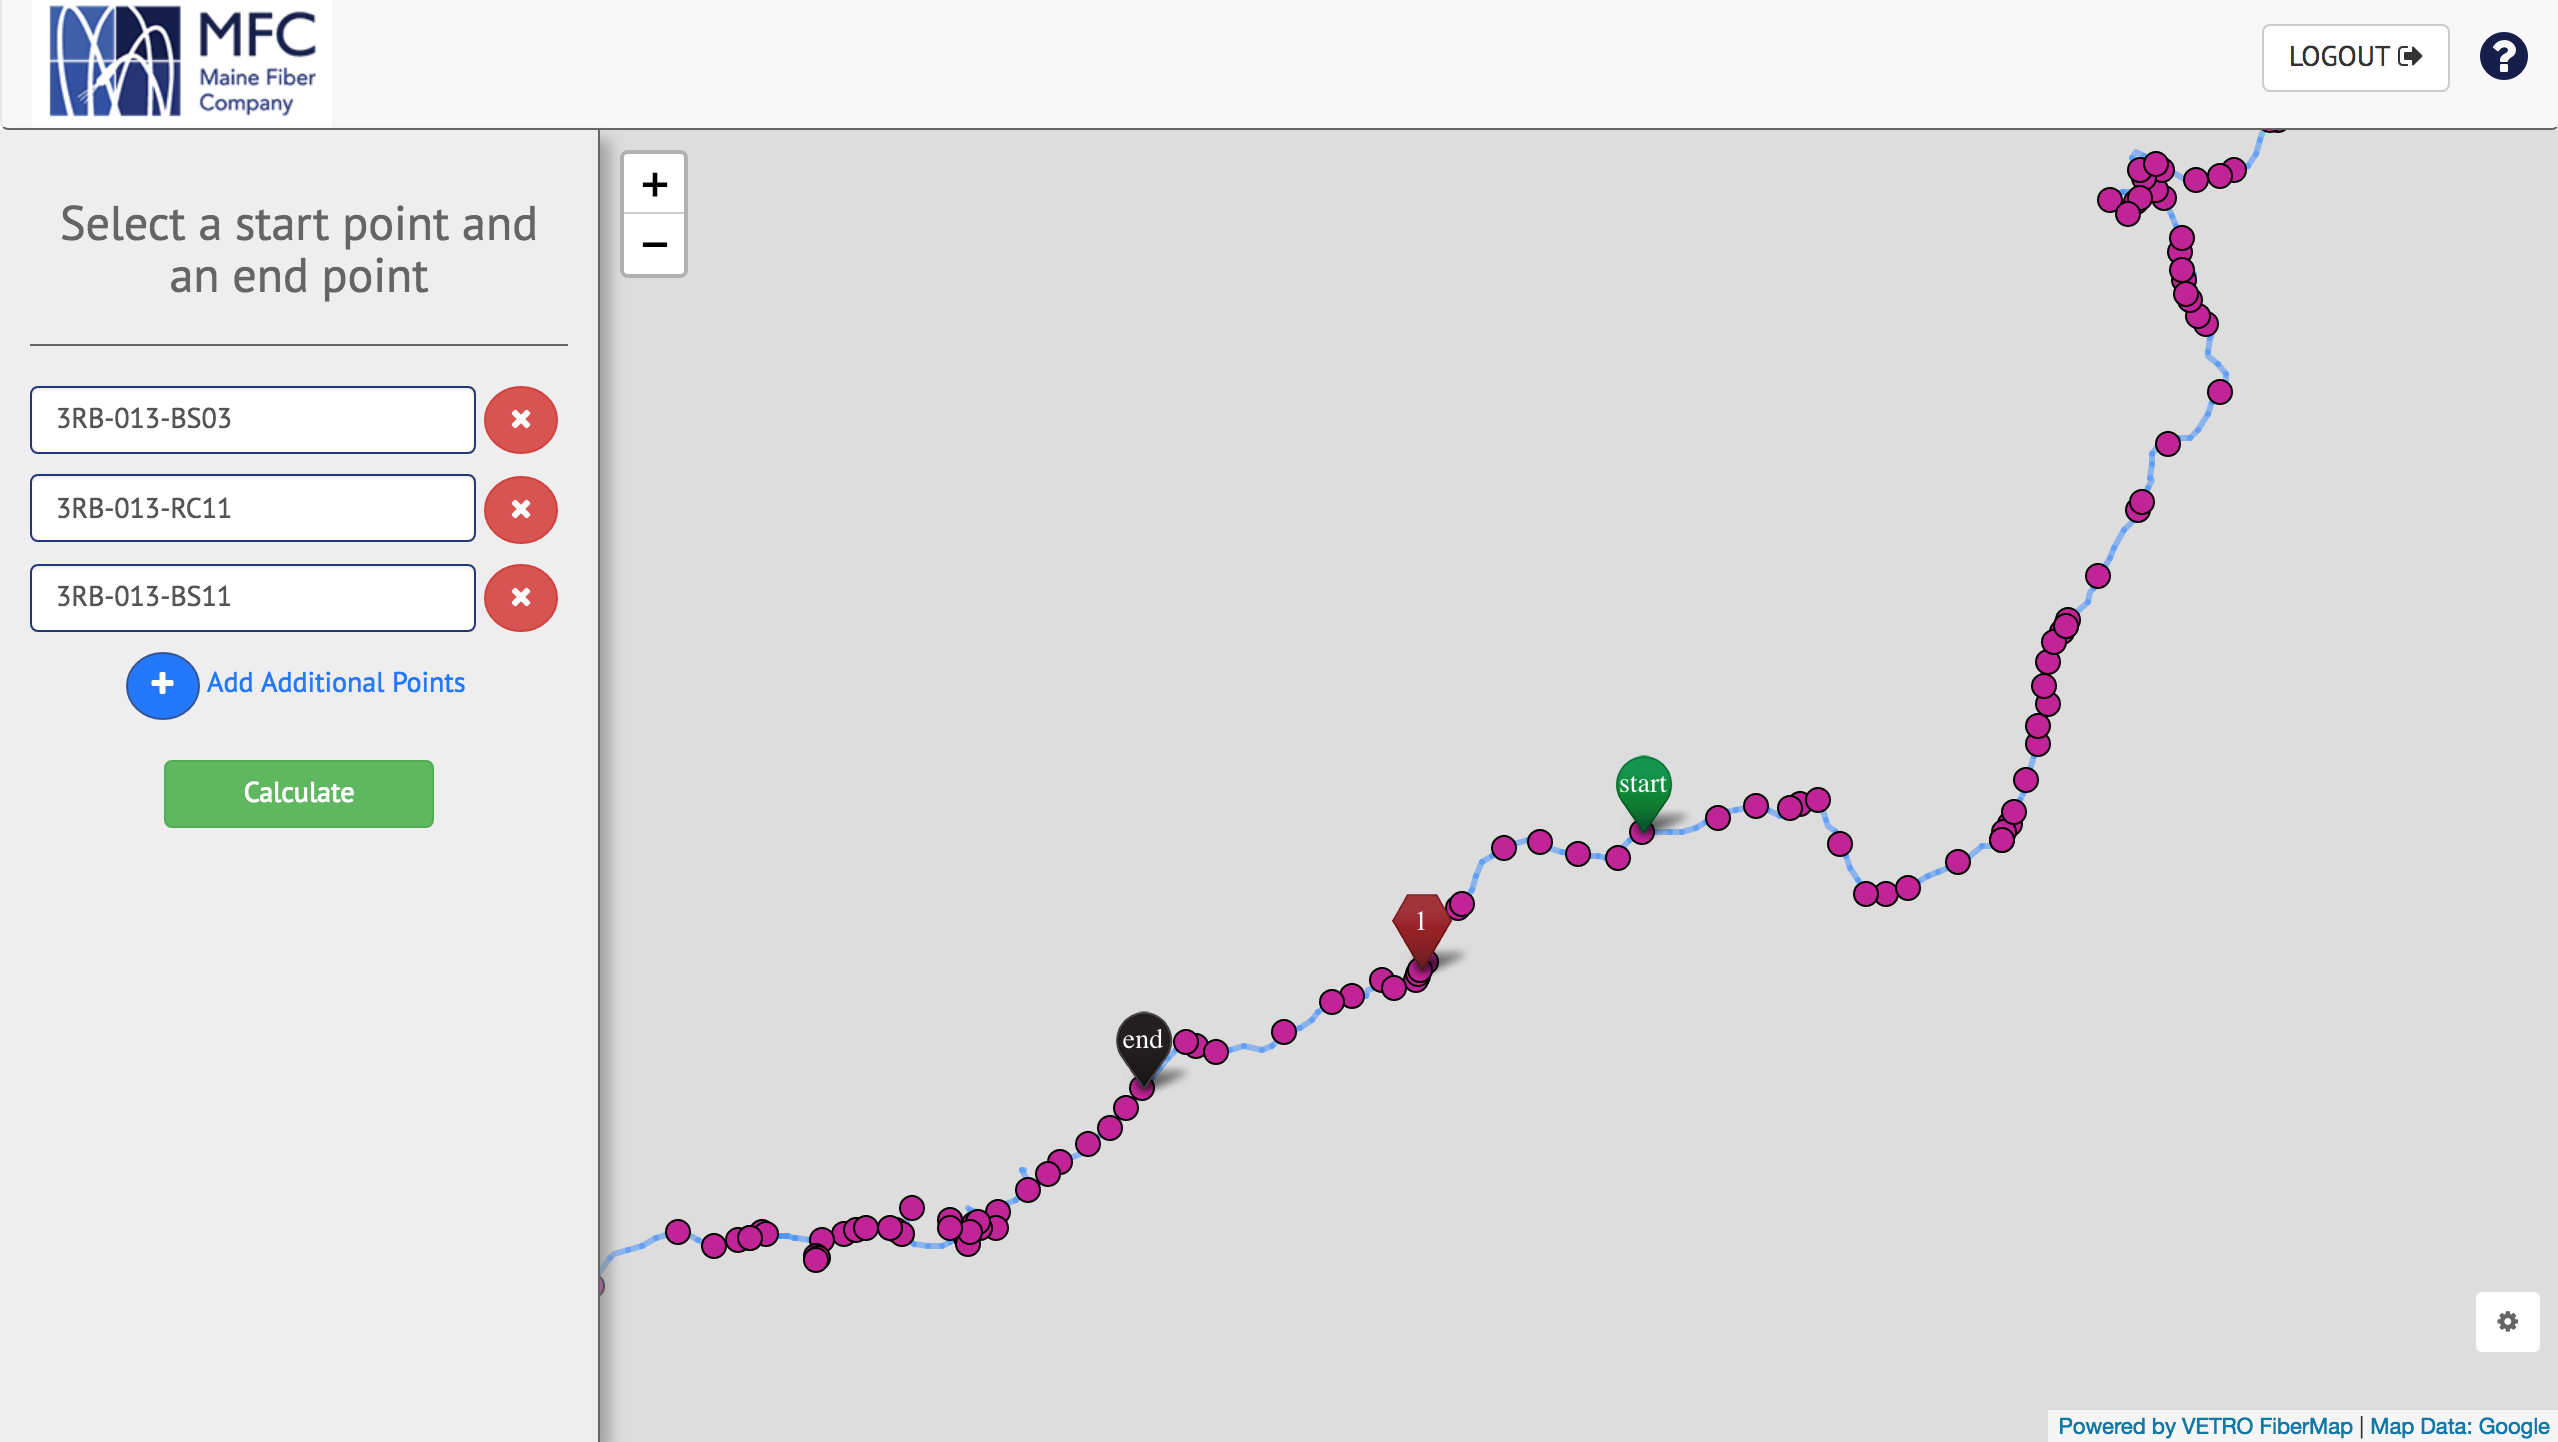 MFC
Maine Fiber
Company
LOGOUT
?
Select a start point and
an end point
3RB-013-BS03
3RB-013-RC11
3RB-013-BS11
+ Add Additional Points
Calculate
+
−
start
1
end
Powered by VETRO FiberMap | Map Data: Google